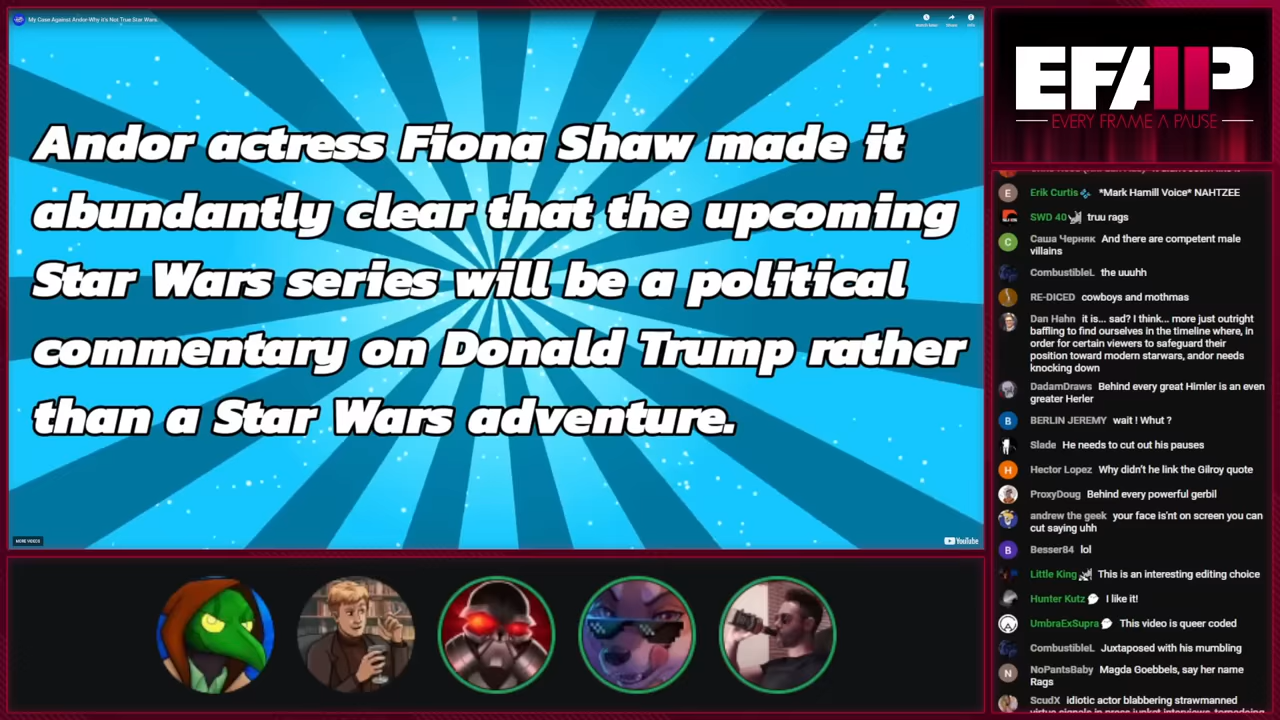 My Case Against Andor-Why it's Not True Star Wars.
Watch later
Share
Info
Andor actress Fiona Shaw made it
abundantly clear that the upcoming
Star Wars series will be a political
commentary on Donald Trump rather
than a Star Wars adventure.
MORE VIDEOS
YouTube
EFAP
EVERY FRAME A PAUSE
Erik Curtis *Mark Hamill Voice* NAHTZEE
SWD 40 truu rags
Саша Черняк And there are competent male
villains
CombustibleL the uuuhh
RE-DICED cowboys and mothmas
Dan Hahn it is... sad? I think... more just outright
baffling to find ourselves in the timeline where, in
order for certain viewers to safeguard their
position toward modern starwars, andor needs
knocking down
DadamDraws Behind every great Himler is an even
greater Herler
BERLIN JEREMY wait ! Whut ?
Slade He needs to cut out his pauses
Hector Lopez Why didn't he link the Gilroy quote
ProxyDoug Behind every powerful gerbil
andrew the geek your face is'nt on screen you can
cut saying uhh
Besser84 lol
Little King This is an interesting editing choice
Hunter Kutz I like it!
UmbraExSupra This video is queer coded
CombustibleL Juxtaposed with his mumbling
NoPantsBaby Magda Goebbels, say her name
Rags
ScudX idiotic actor blabbering strawmanned